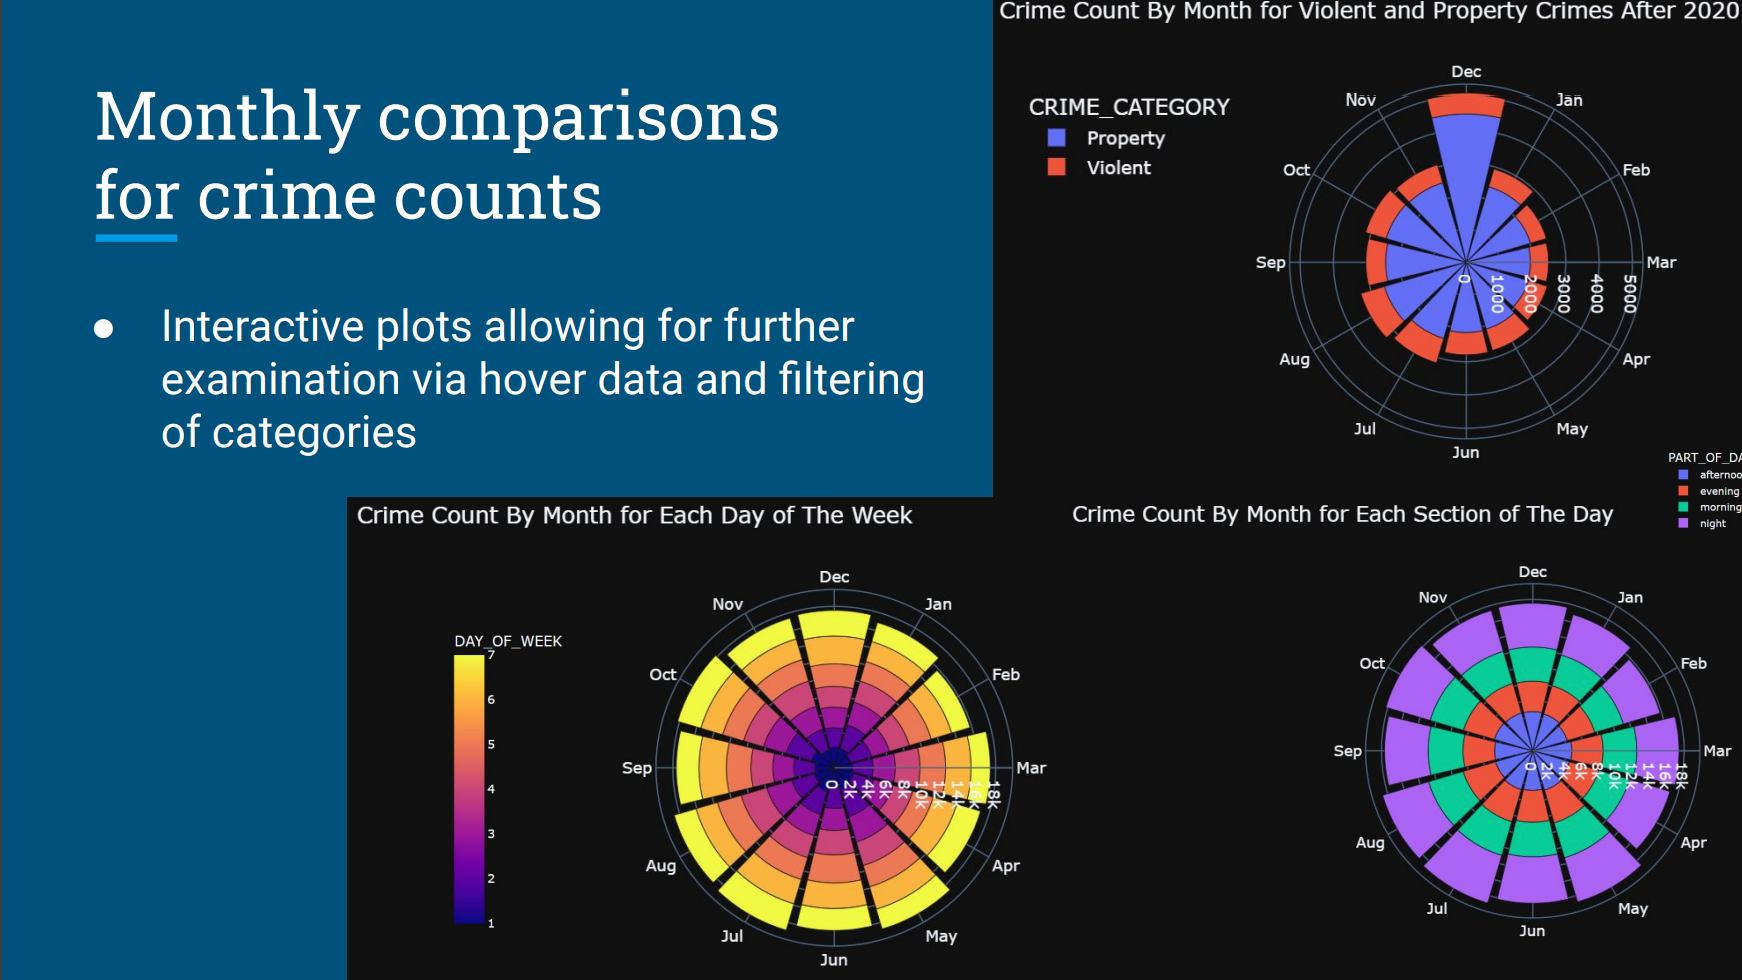 Monthly comparisons
for crime counts
● Interactive plots allowing for further
examination via hover data and filtering
of categories
Crime Count By Month for Violent and Property Crimes After 2020
CRIME_CATEGORY
Property
Violent
Dec
Jan
Feb
Mar
Apr
May
Jun
Jul
Aug
Sep
Oct
Nov
0
1000
2000
3000
4000
5000
Crime Count By Month for Each Day of The Week
DAY_OF_WEEK
7
6
5
4
3
2
1
Dec
Jan
Feb
Mar
Apr
May
Jun
Jul
Aug
Sep
Oct
Nov
0
2k
4k
6k
8k
10k
12k
14k
16k
18k
Crime Count By Month for Each Section of The Day
PART_OF_DA
afternoo
evening
morning
night
Dec
Jan
Feb
Mar
Apr
May
Jun
Jul
Aug
Sep
Oct
Nov
0
2k
4k
6k
8k
10k
12k
14k
16k
18k